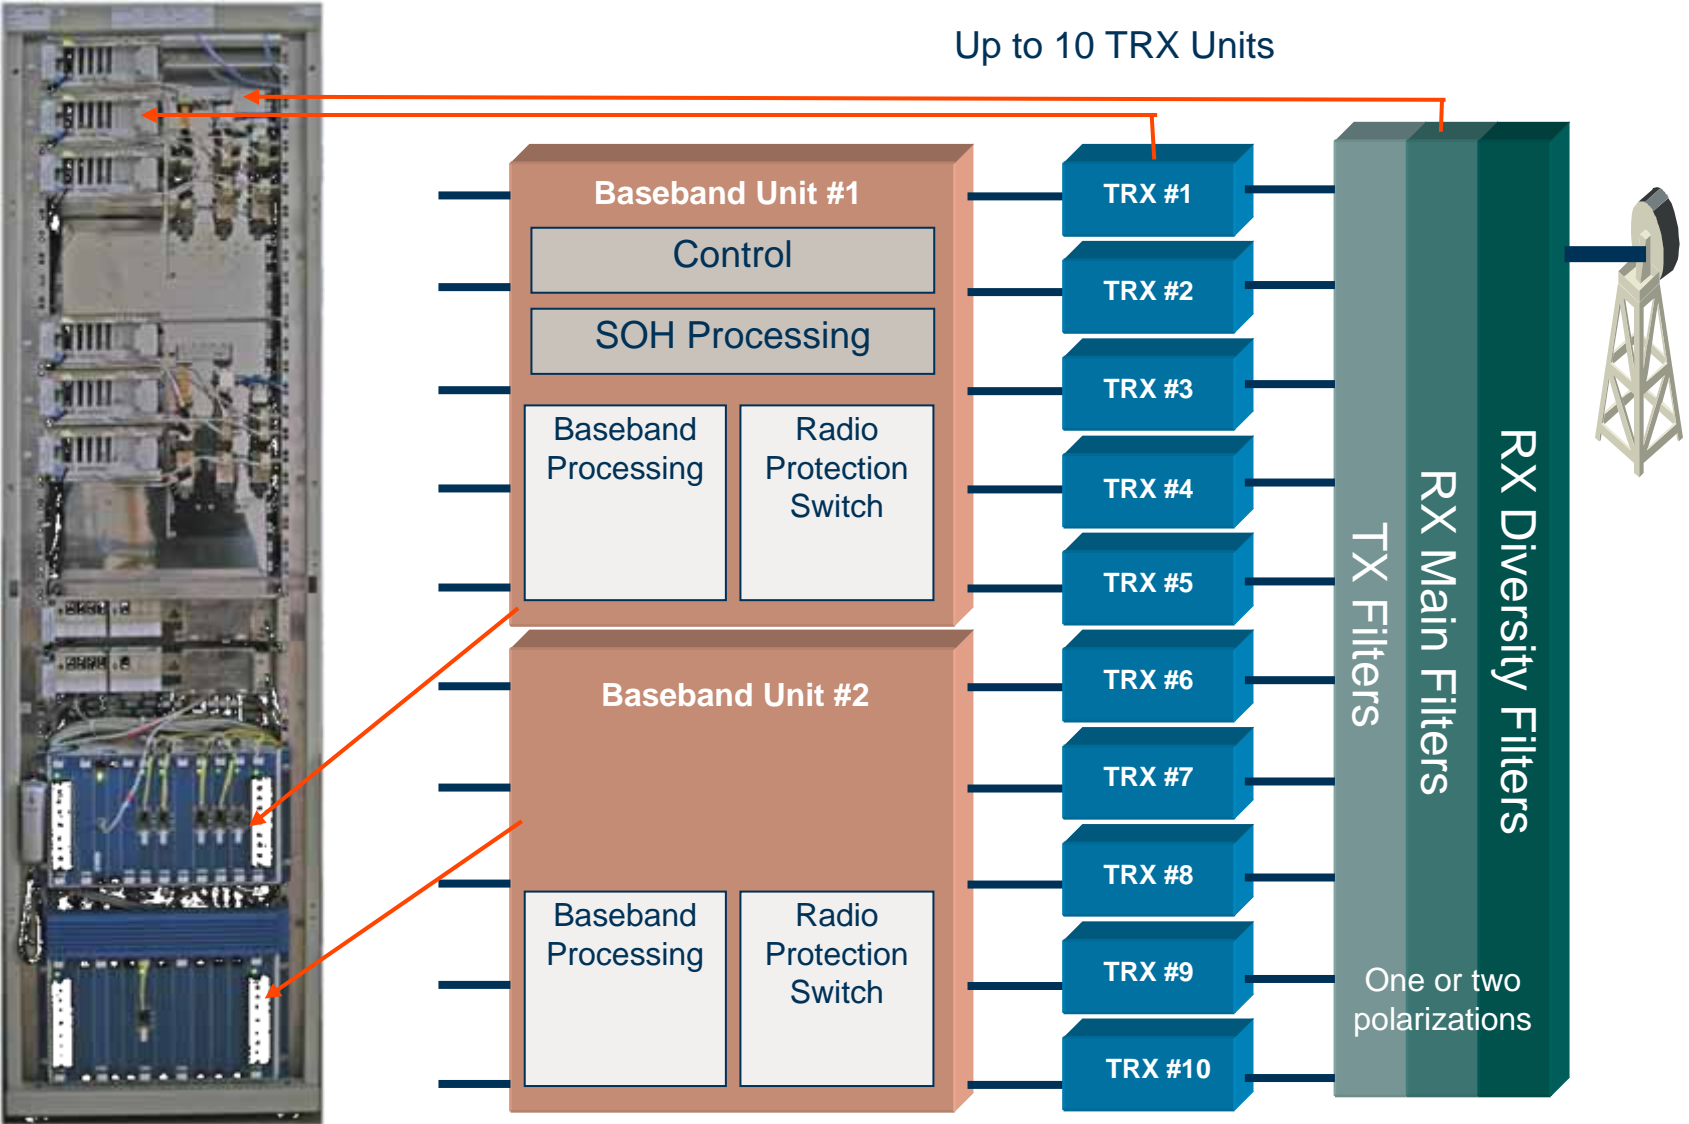 Up to 10 TRX Units
Baseband Unit #1
Control
SOH Processing
Baseband
Processing
Radio
Protection
Switch
Baseband Unit #2
Baseband
Processing
Radio
Protection
Switch
TRX #1
TRX #2
TRX #3
TRX #4
TRX #5
TRX #6
TRX #7
TRX #8
TRX #9
TRX #10
TX Filters
RX Main Filters
RX Diversity Filters
One or two
polarizations